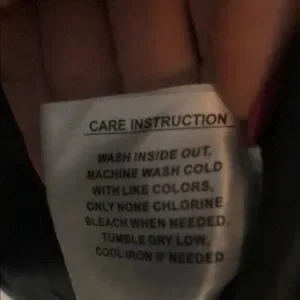 CARE INSTRUCTION
WASH INSIDE OUT,
MACHINE WASH COLD
WITH LIKE COLORS,
ONLY NONE CHLORINE
BLEACH WHEN NEEDED,
TUMBLE DRY LOW,
COOL IRON IF NEEDED